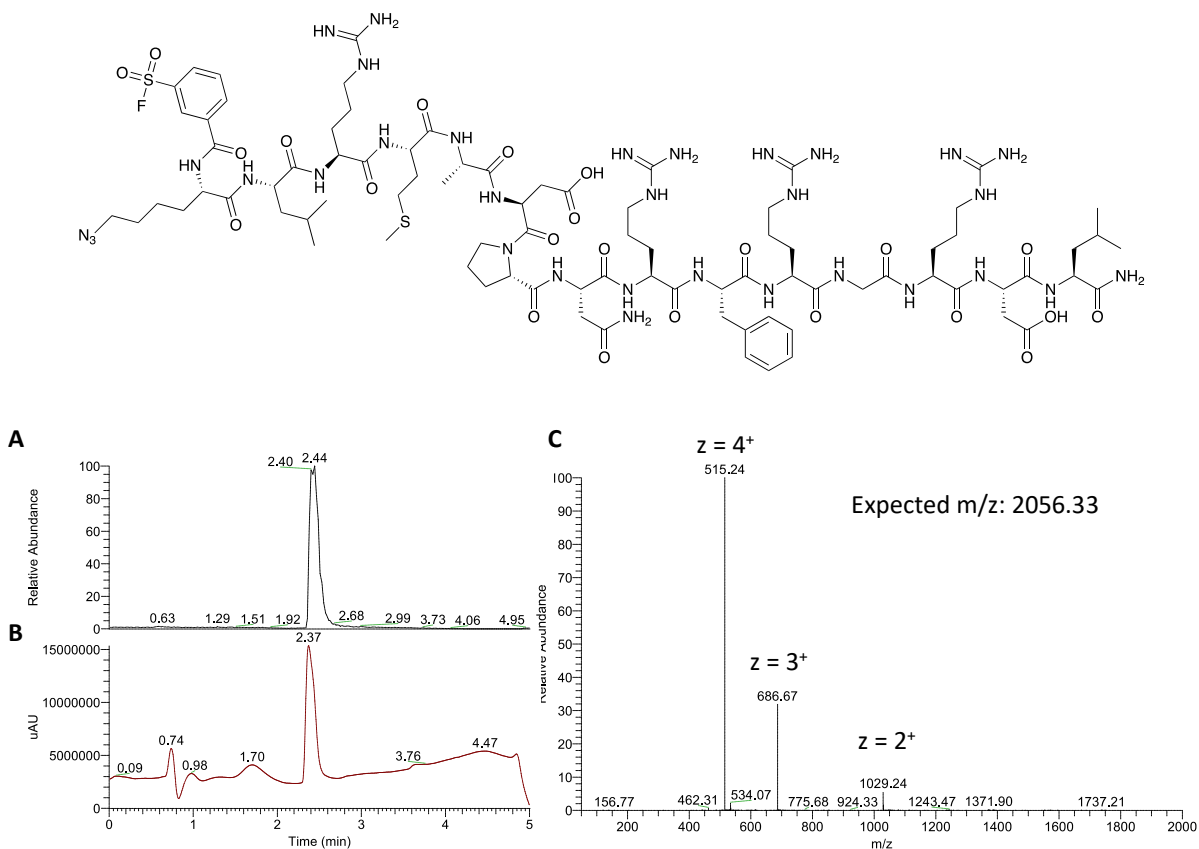 HN NH2
NH
O
O S
F
O
O
HN
N3
O
H
N
O
O
H
N
O
H
N
S
O
H
N
O
HN
O
OH
O
N
O
H
N
O
NH2
O
HN NH2
NH
N
H
O
H
N
O
HN NH2
NH
N
H
O
H
N
O
HN NH2
NH
N
H
O
H
N
O
OH
O
N
H
NH2
O
A
2.40 2.44
100
80
60
40
20
0
Relative Abundance
0.63 1.29 1.51 1.92 2.68 2.99 3.73 4.06 4.95
B
2.37
15000000
10000000
5000000
0
uAU
0.09 0.74 0.98 1.70 3.76 4.47
0 1 2 3 4 5
Time (min)
C
z = 4+
515.24
Expected m/z: 2056.33
100
90
80
70
60
50
40
30
20
10
0
Relative Abundance
z = 3+
686.67
z = 2+
1029.24
156.77 462.31 534.07 775.68 924.33 1243.47 1371.90 1737.21
200 400 600 800 1000 1200 1400 1600 1800 2000
m/z